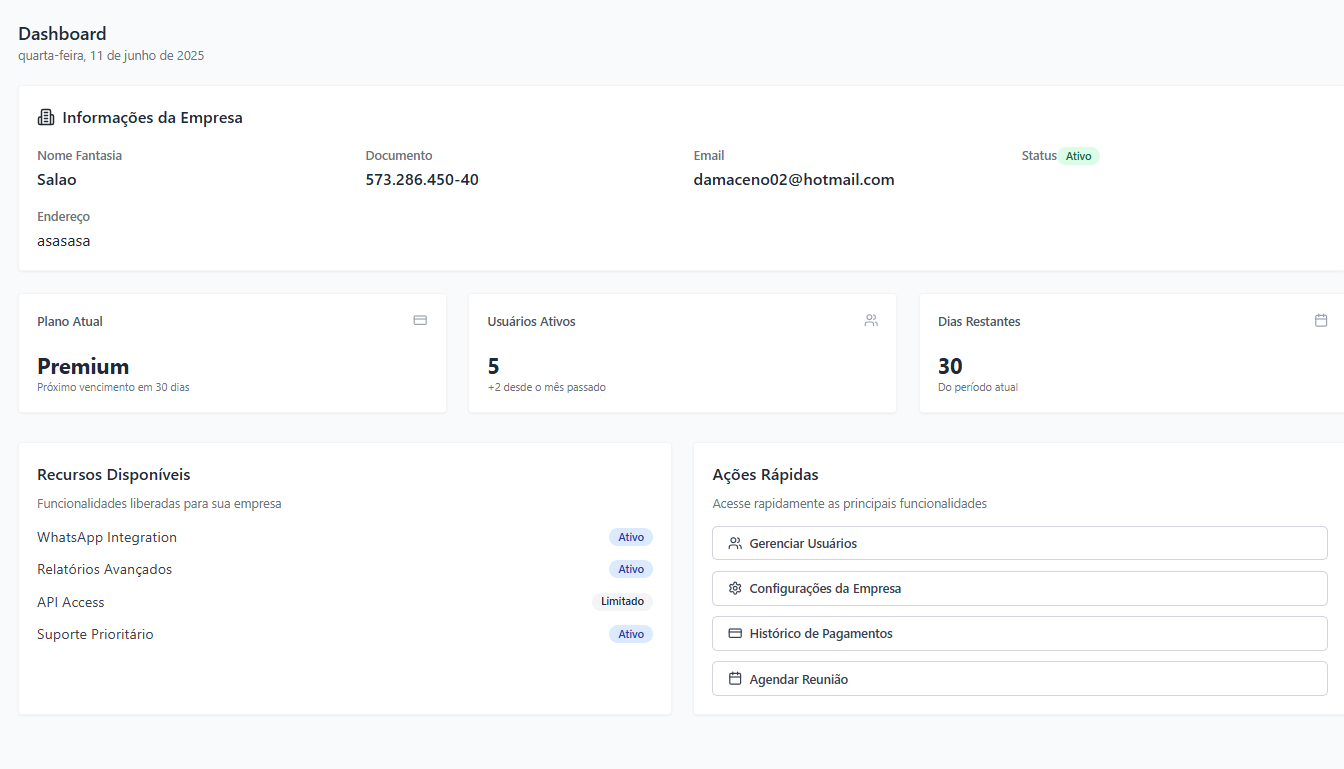 Dashboard
quarta-feira, 11 de junho de 2025
Informações da Empresa
Nome Fantasia
Salao
Documento
573.286.450-40
Email
damaceno02@hotmail.com
Status Ativo
Endereço
asasasa
Plano Atual
Premium
Próximo vencimento em 30 dias
Usuários Ativos
5
+2 desde o mês passado
Dias Restantes
30
Do período atual
Recursos Disponíveis
Funcionalidades liberadas para sua empresa
WhatsApp Integration Ativo
Relatórios Avançados Ativo
API Access Limitado
Suporte Prioritário Ativo
Ações Rápidas
Acesse rapidamente as principais funcionalidades
Gerenciar Usuários
Configurações da Empresa
Histórico de Pagamentos
Agendar Reunião